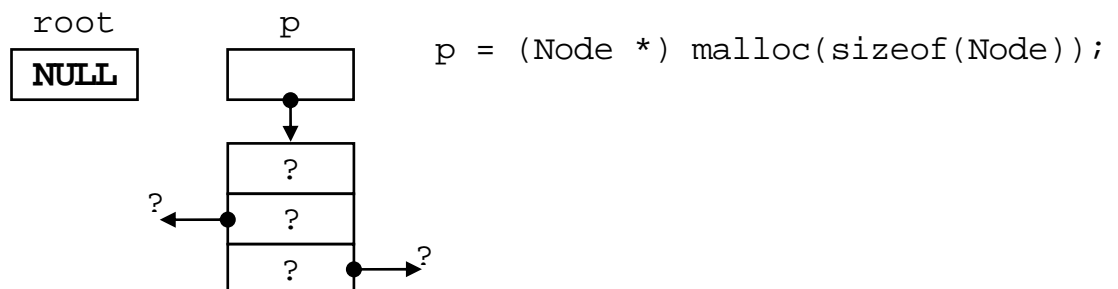 root p
NULL
p = (Node *) malloc(sizeof(Node));
?
? ?
? ?